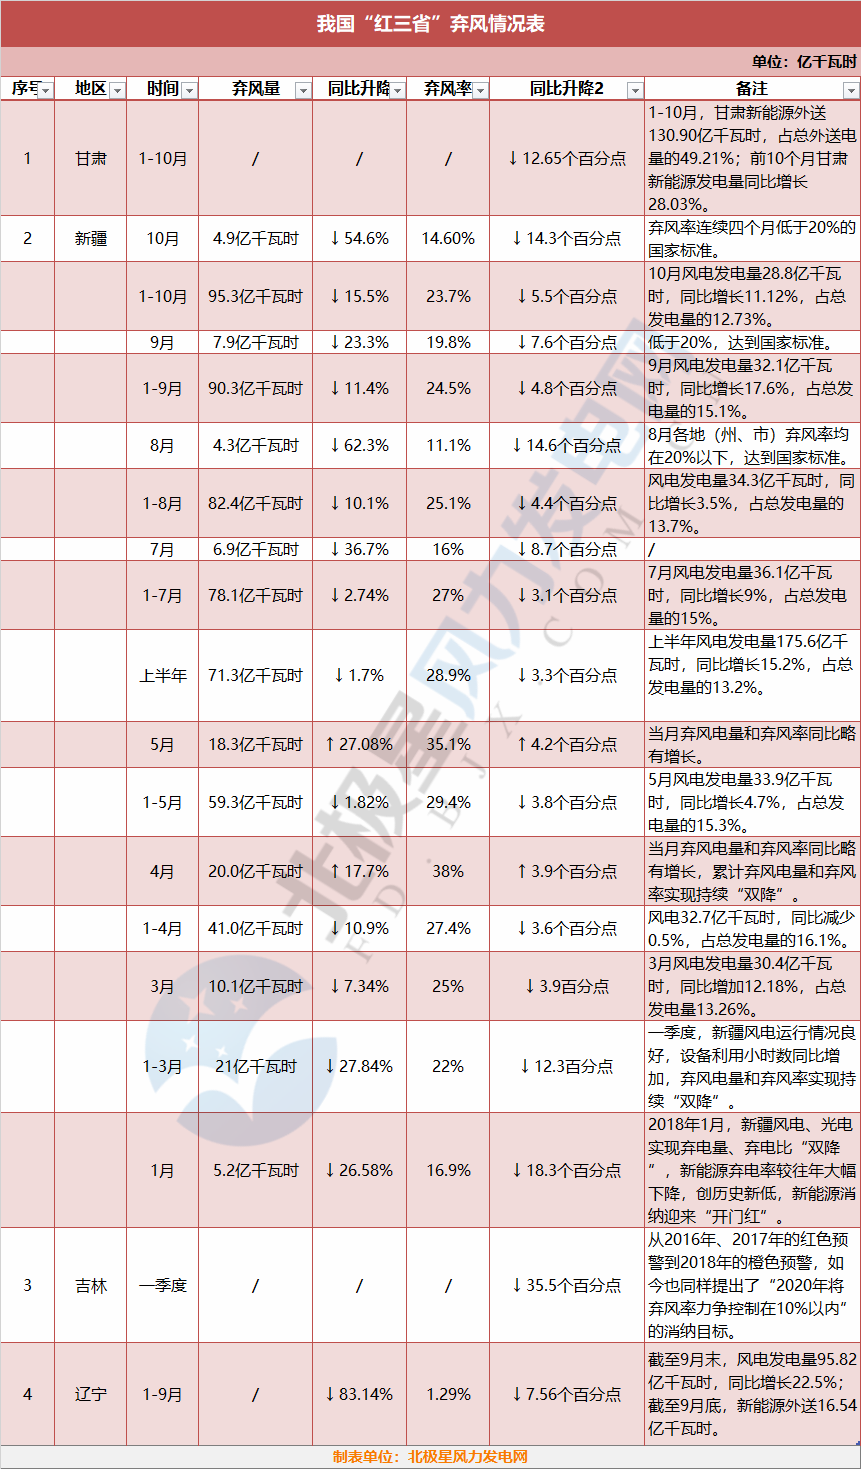 我国“红三省”弃风情况表
单位：亿千瓦时
序号 地区 时间 弃风量 同比升降 弃风率 同比升降2 备注
1 甘肃 1-10月 / / / ↓12.65个百分点 1-10月，甘肃新能源外送
130.90亿千瓦时，占总外送电
量的49.21%；前10个月甘肃
新能源发电量同比增长
28.03%。
2 新疆 10月 4.9亿千瓦时 ↓54.6% 14.60% ↓14.3个百分点 弃风率连续四个月低于20%的
国家标准。
1-10月 95.3亿千瓦时 ↓15.5% 23.7% ↓5.5个百分点 10月风电发电量28.8亿千瓦
时，同比增长11.12%，占总
发电量的12.73%。
9月 7.9亿千瓦时 ↓23.3% 19.8% ↓7.6个百分点 低于20%，达到国家标准。
1-9月 90.3亿千瓦时 ↓11.4% 24.5% ↓4.8个百分点 9月风电发电量32.1亿千瓦
时，同比增长17.6%，占总发
电量的15.1%。
8月 4.3亿千瓦时 ↓62.3% 11.1% ↓14.6个百分点 8月各地（州、市）弃风率均
在20%以下，达到国家标准。
1-8月 82.4亿千瓦时 ↓10.1% 25.1% ↓4.4个百分点 风电发电量34.3亿千瓦时，同
比增长3.5%，占总发电量的
13.7%。
7月 6.9亿千瓦时 ↓36.7% 16% ↓8.7个百分点 /
1-7月 78.1亿千瓦时 ↓2.74% 27% ↓3.1个百分点 7月风电发电量36.1亿千瓦
时，同比增长9%，占总发电
量的15%。
上半年 71.3亿千瓦时 ↓1.7% 28.9% ↓3.3个百分点 上半年风电发电量175.6亿千
瓦时，同比增长15.2%，占总
发电量的13.2%。
5月 18.3亿千瓦时 ↑27.08% 35.1% ↑4.2个百分点 当月弃风电量和弃风率同比略
有增长。
1-5月 59.3亿千瓦时 ↓1.82% 29.4% ↓3.8个百分点 5月风电发电量33.9亿千瓦
时，同比增长4.7%，占总发
电量的15.3%。
4月 20.0亿千瓦时 ↑17.7% 38% ↑3.9个百分点 当月弃风电量和弃风率同比略
有增长，累计弃风电量和弃风
率实现持续“双降”。
1-4月 41.0亿千瓦时 ↓10.9% 27.4% ↓3.6个百分点 风电32.7亿千瓦时，同比减少
0.5%，占总发电量的16.1%。
3月 10.1亿千瓦时 ↓7.34% 25% ↓3.9百分点 3月风电发电量30.4亿千瓦
时，同比增加12.18%，占总
发电量13.26%。
1-3月 21亿千瓦时 ↓27.84% 22% ↓12.3百分点 一季度，新疆风电运行情况良
好，设备利用小时数同比增
加，弃风电量和弃风率实现持
续“双降”。
1月 5.2亿千瓦时 ↓26.58% 16.9% ↓18.3个百分点 2018年1月，新疆风电、光电
实现弃电量、弃电比“双降
”，新能源弃电率较往年大幅
下降，创历史新低，新能源消
纳迎来“开门红”。
3 吉林 一季度 / / / ↓35.5个百分点 从2016年、2017年的红色预
警到2018年的橙色预警，如
今也同样提出了“2020年将
弃风率力争控制在10%以内”
的消纳目标。
4 辽宁 1-9月 / ↓83.14% 1.29% ↓7.56个百分点 截至9月末，风电发电量95.82
亿千瓦时，同比增长22.5%；
截至9月底，新能源外送16.54
亿千瓦时。
制表单位：北极星风力发电网
北极星风力发电网
FD.BJX.COM.CN